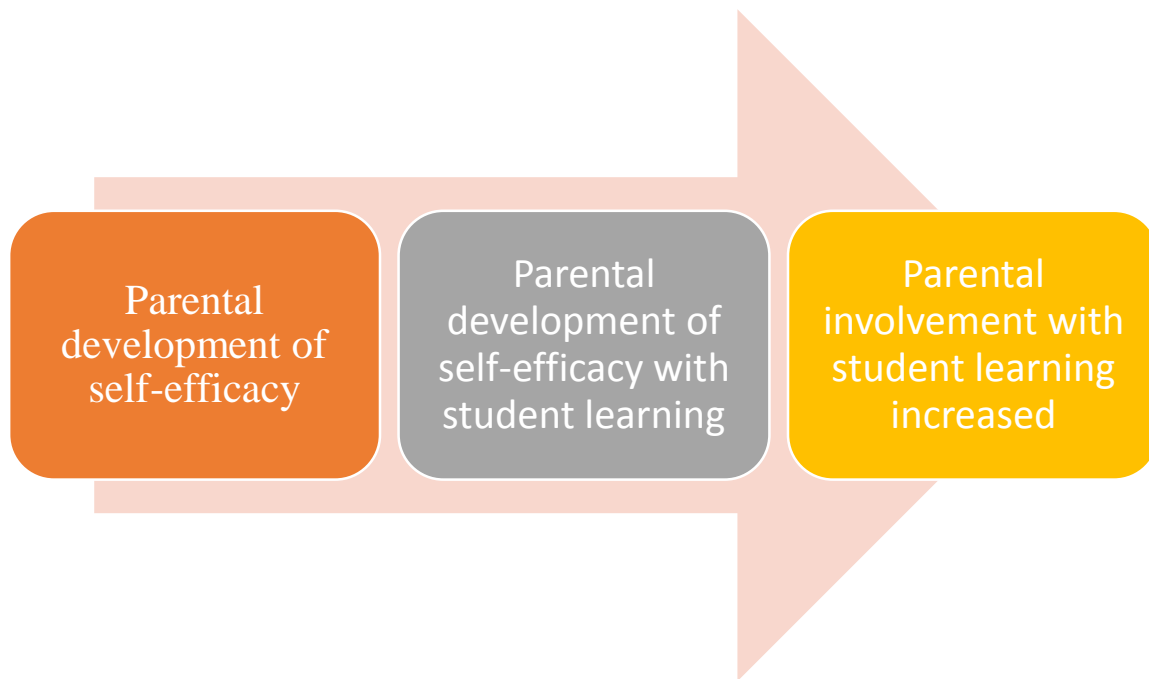 Parental
development of
self-efficacy
Parental
development of
self-efficacy with
student learning
Parental
involvement with
student learning
increased